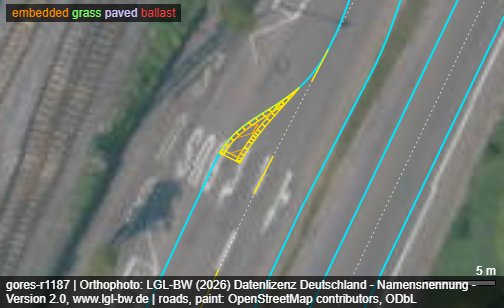 embedded grass paved ballast
5 m
gores-r1187 | Orthophoto: LGL-BW (2026) Datenlizenz Deutschland - Namensnennung -
Version 2.0, www.lgl-bw.de | roads, paint: OpenStreetMap contributors, ODbL